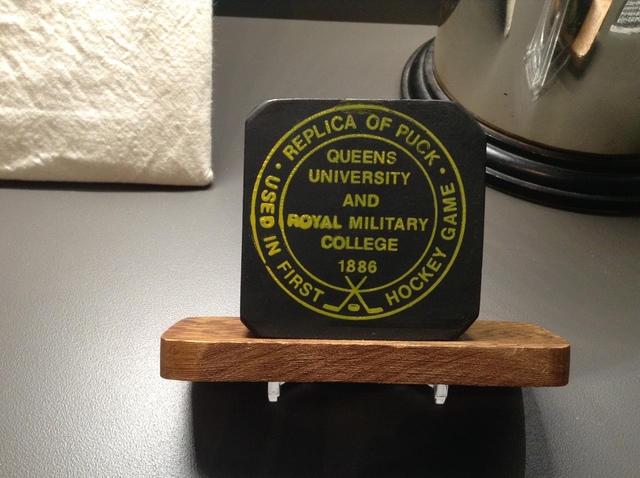 REPLICA OF PUCK • USED IN FIRST HOCKEY GAME •
QUEENS
UNIVERSITY
AND
ROYAL MILITARY
COLLEGE
1886